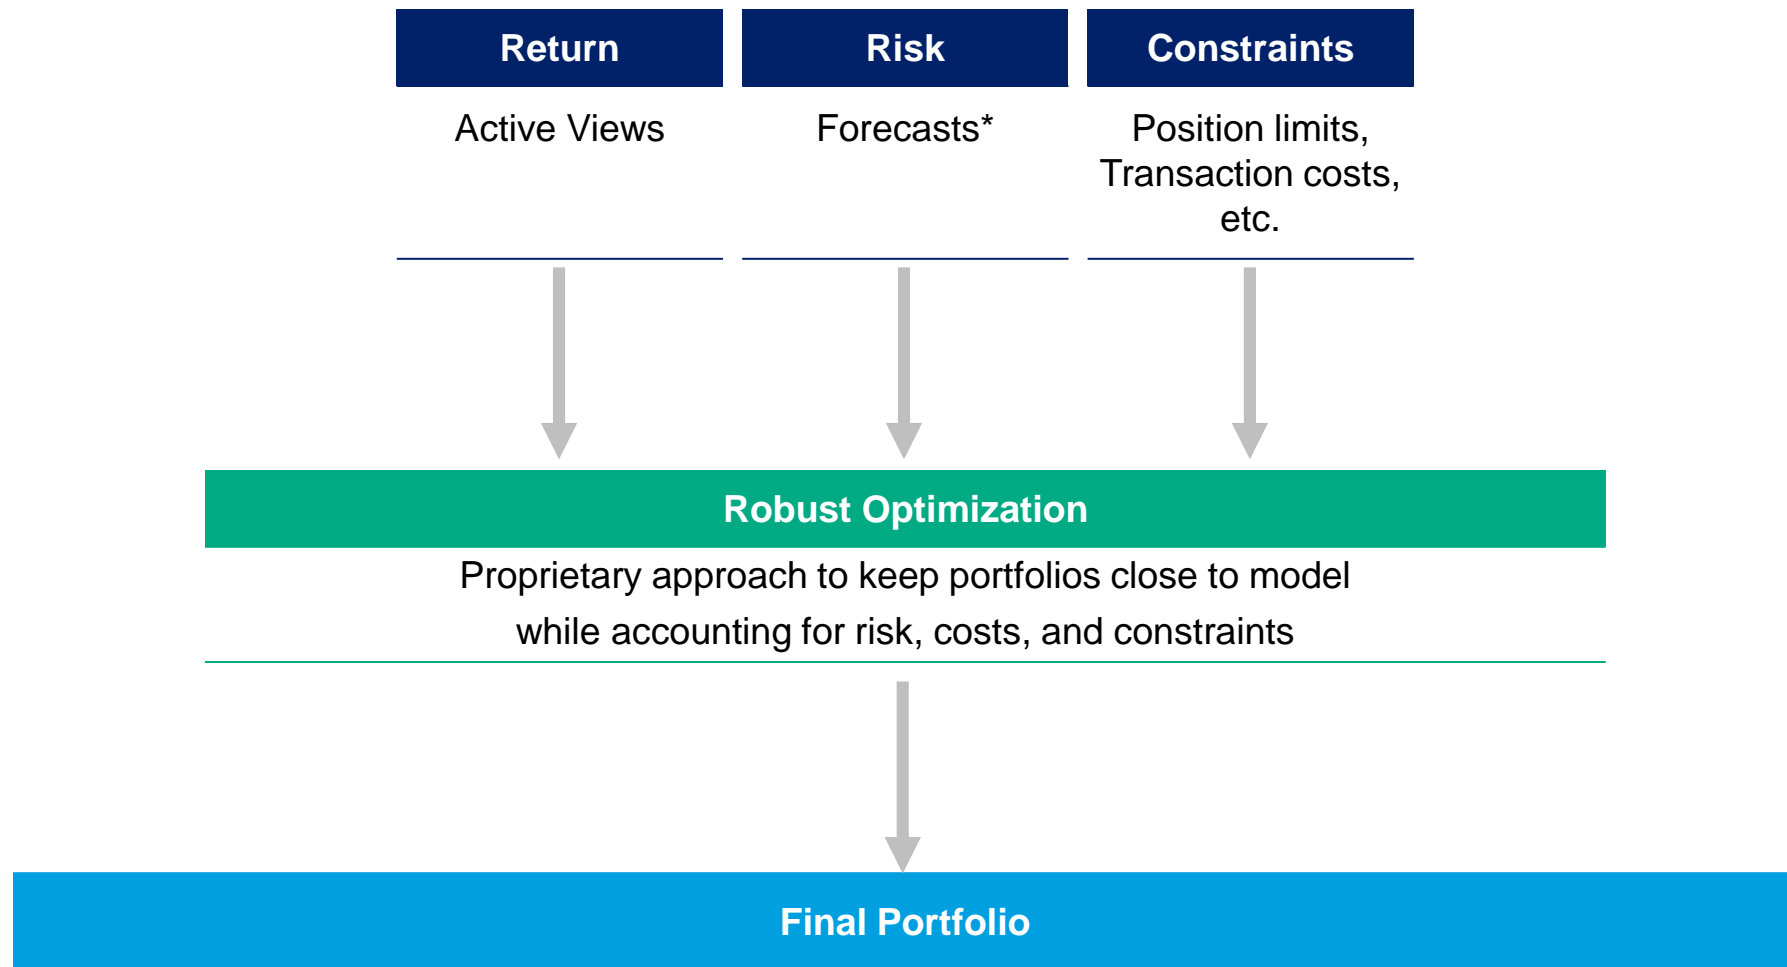 Return
Risk
Constraints
Active Views
Forecasts*
Position limits,
Transaction costs,
etc.
Robust Optimization
Proprietary approach to keep portfolios close to model
while accounting for risk, costs, and constraints
Final Portfolio